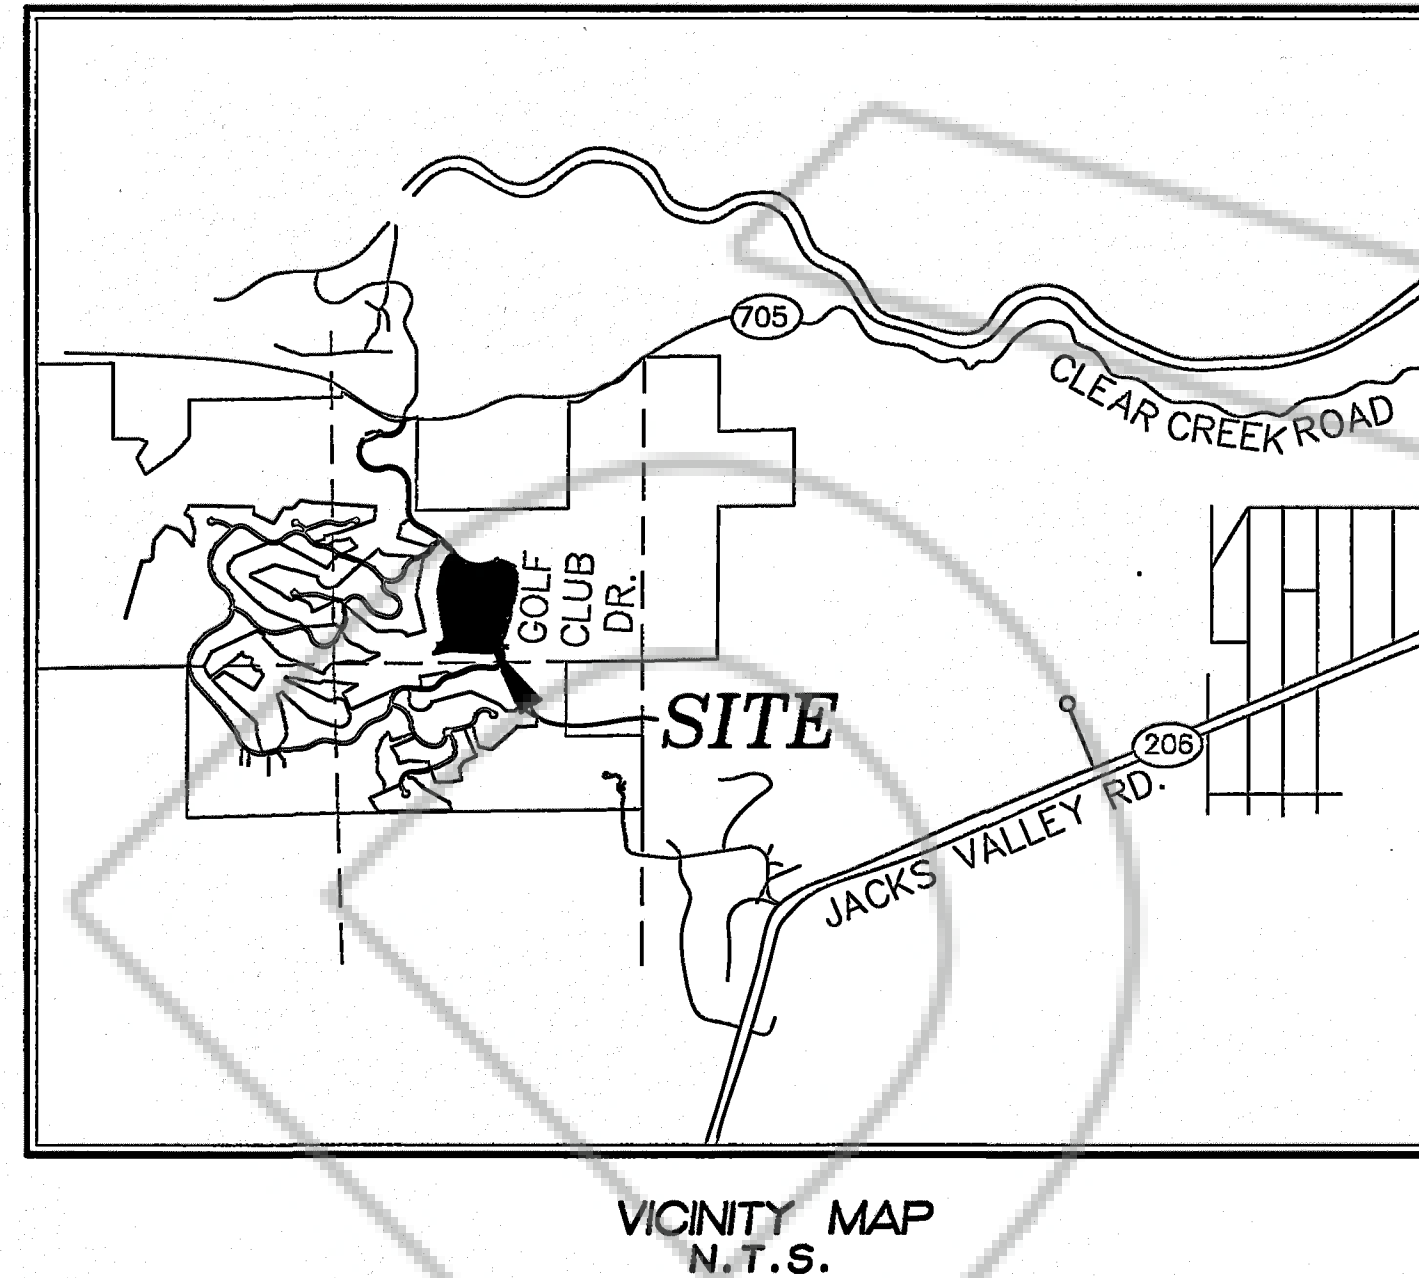 705
CLEAR CREEK ROAD
GOLF
CLUB
DR.
SITE
206
JACKS VALLEY RD.
VICINITY MAP
N.T.S.